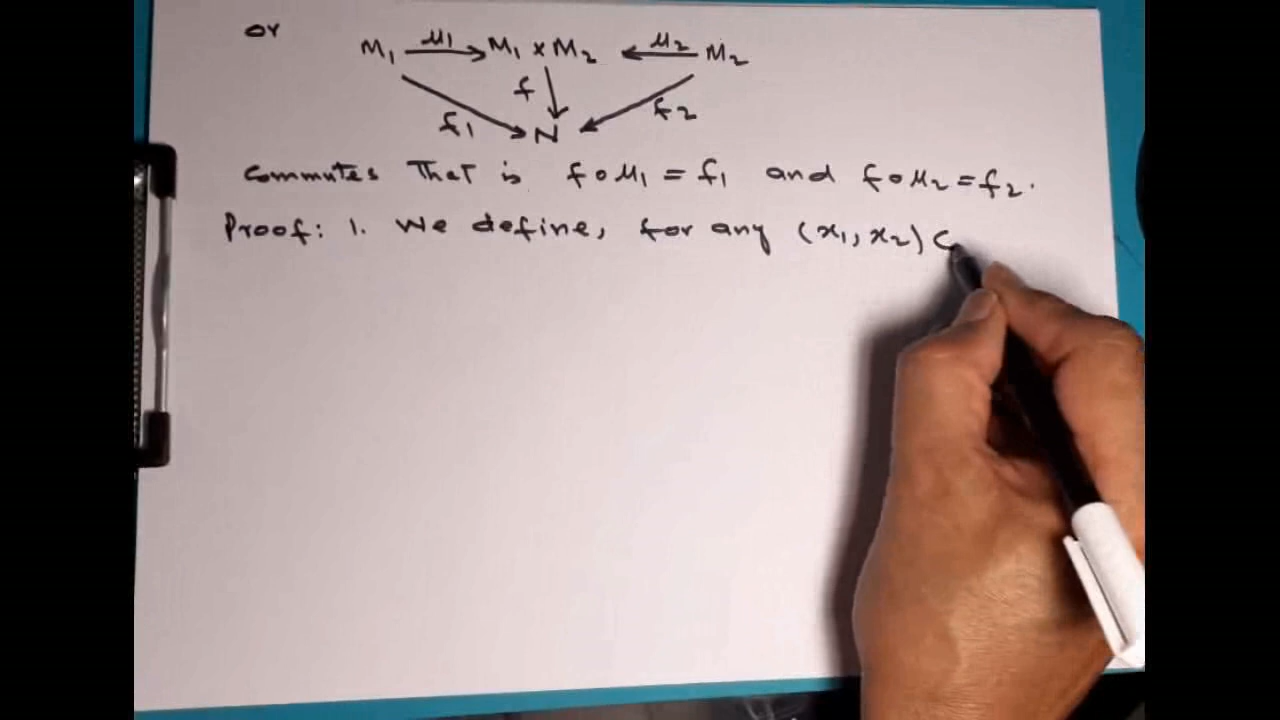 or
M₁ —μ₁→ M₁ × M₂ ←μ₂— M₂
f
f₁ N f₂
commutes That is f∘μ₁ = f₁ and f∘μ₂ = f₂.
Proof: 1. We define, for any (x₁, x₂)